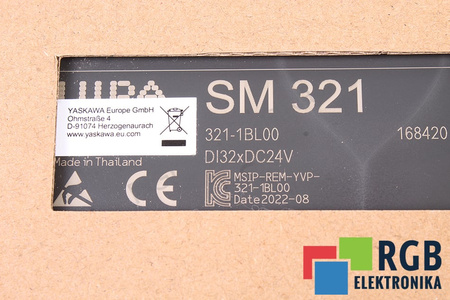 YASKAWA Europe GmbH
Ohmstraße 4
D-91074 Herzogenaurach
www.yaskawa.eu.com
SM 321
321-1BL00 168420
DI32xDC24V
Made in Thailand
CE
MSIP-REM-YVP-
321-1BL00
Date2022-08
RGB
ELEKTRONIKA